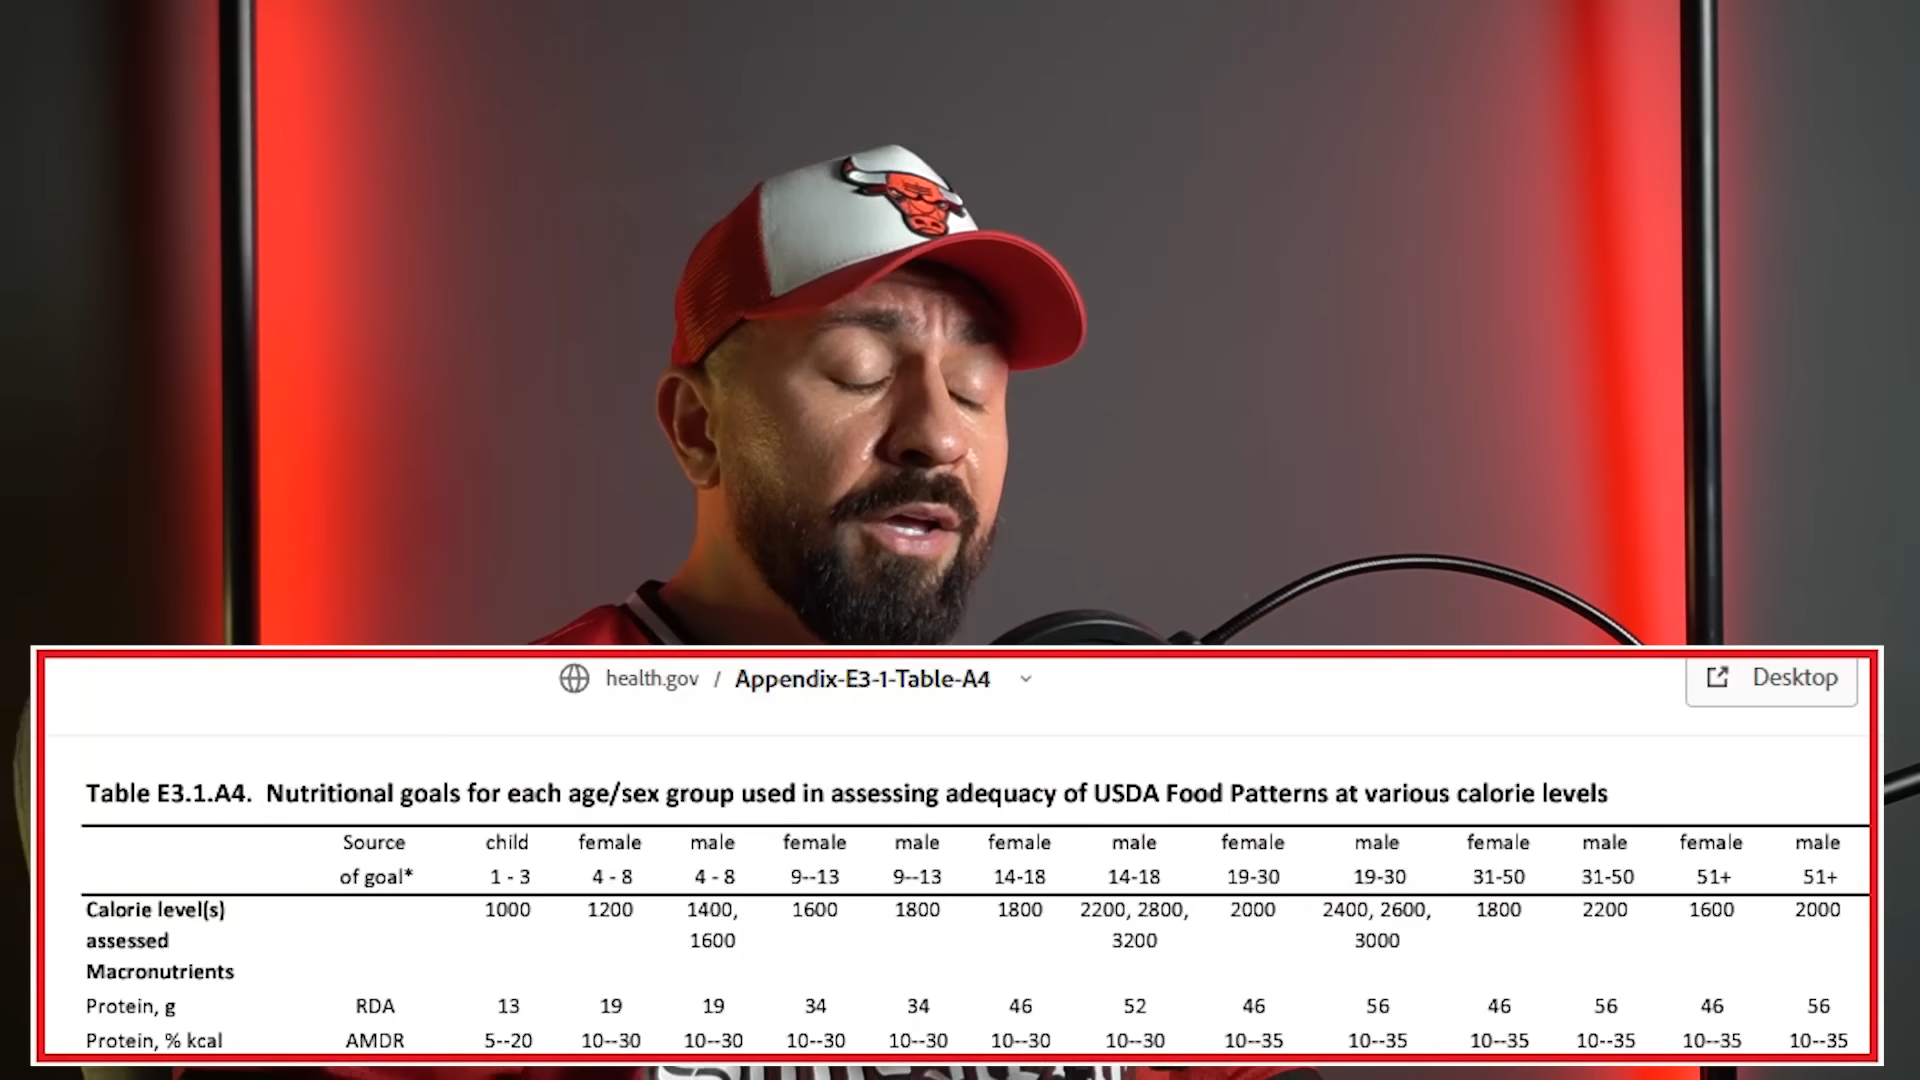 health.gov / Appendix-E3-1-Table-A4
Desktop
Table E3.1.A4. Nutritional goals for each age/sex group used in assessing adequacy of USDA Food Patterns at various calorie levels
Source child female male female male female male female male female male female male
of goal* 1 - 3 4 - 8 4 - 8 9--13 9--13 14-18 14-18 19-30 19-30 31-50 31-50 51+ 51+
Calorie level(s) 1000 1200 1400, 1600 1800 1800 2200, 2800, 2000 2400, 2600, 1800 2200 1600 2000
assessed 1600 3200 3000
Macronutrients
Protein, g RDA 13 19 19 34 34 46 52 46 56 46 56 46 56
Protein, % kcal AMDR 5--20 10--30 10--30 10--30 10--30 10--30 10--30 10--35 10--35 10--35 10--35 10--35 10--35